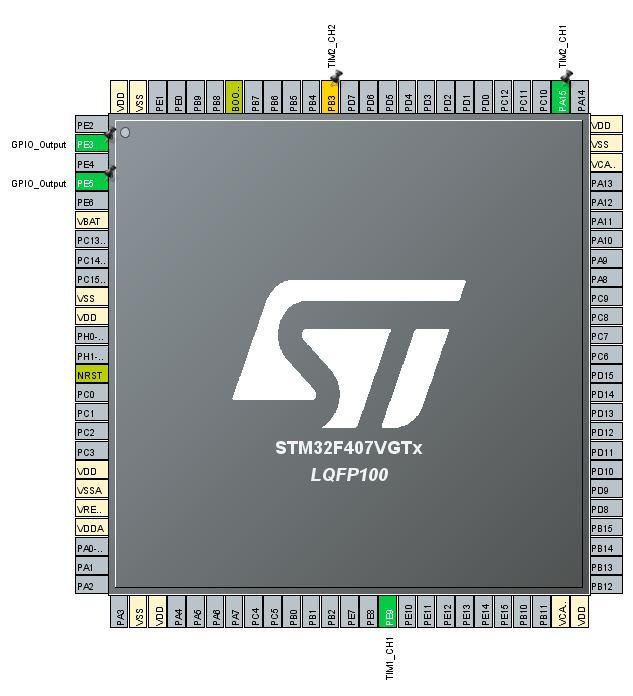 TIM2_CH2
TIM2_CH1
VDD
VSS
PE1
PE0
PB9
PB8
BOO..
PB7
PB6
PB5
PB4
PB3
PD7
PD6
PD5
PD4
PD3
PD2
PD1
PD0
PC12
PC11
PC10
PA15
PA14
PE2
GPIO_Output PE3
PE4
GPIO_Output PE5
PE6
VBAT
PC13..
PC14..
PC15..
VSS
VDD
PH0-..
PH1-..
NRST
PC0
PC1
PC2
PC3
VDD
VSSA
VRE..
VDDA
PA0-..
PA1
PA2
STM32F407VGTx
LQFP100
VDD
VSS
VCA..
PA13
PA12
PA11
PA10
PA9
PA8
PC9
PC8
PC7
PC6
PD15
PD14
PD13
PD12
PD11
PD10
PD9
PD8
PB15
PB14
PB13
PB12
PA3
VSS
VDD
PA4
PA5
PA6
PA7
PC4
PC5
PB0
PB1
PB2
PE7
PE8
PE9
PE10
PE11
PE12
PE13
PE14
PE15
PB10
PB11
VCA..
VDD
TIM1_CH1